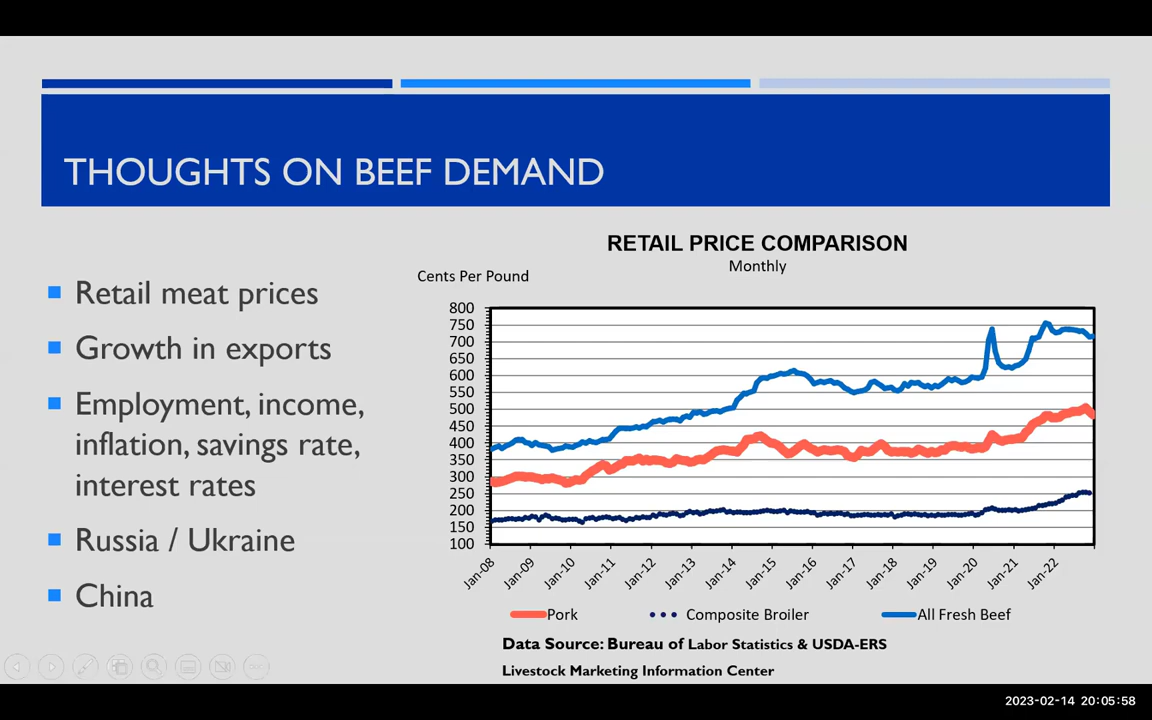 THOUGHTS ON BEEF DEMAND
Retail meat prices
Growth in exports
Employment, income,
inflation, savings rate,
interest rates
Russia / Ukraine
China
RETAIL PRICE COMPARISON
Monthly
Cents Per Pound
800
750
700
650
600
550
500
450
400
350
300
250
200
150
100
Jan-08
Jan-09
Jan-10
Jan-11
Jan-12
Jan-13
Jan-14
Jan-15
Jan-16
Jan-17
Jan-18
Jan-19
Jan-20
Jan-21
Jan-22
Pork
Composite Broiler
All Fresh Beef
Data Source: Bureau of Labor Statistics & USDA-ERS
Livestock Marketing Information Center
2023-02-14 20:05:58